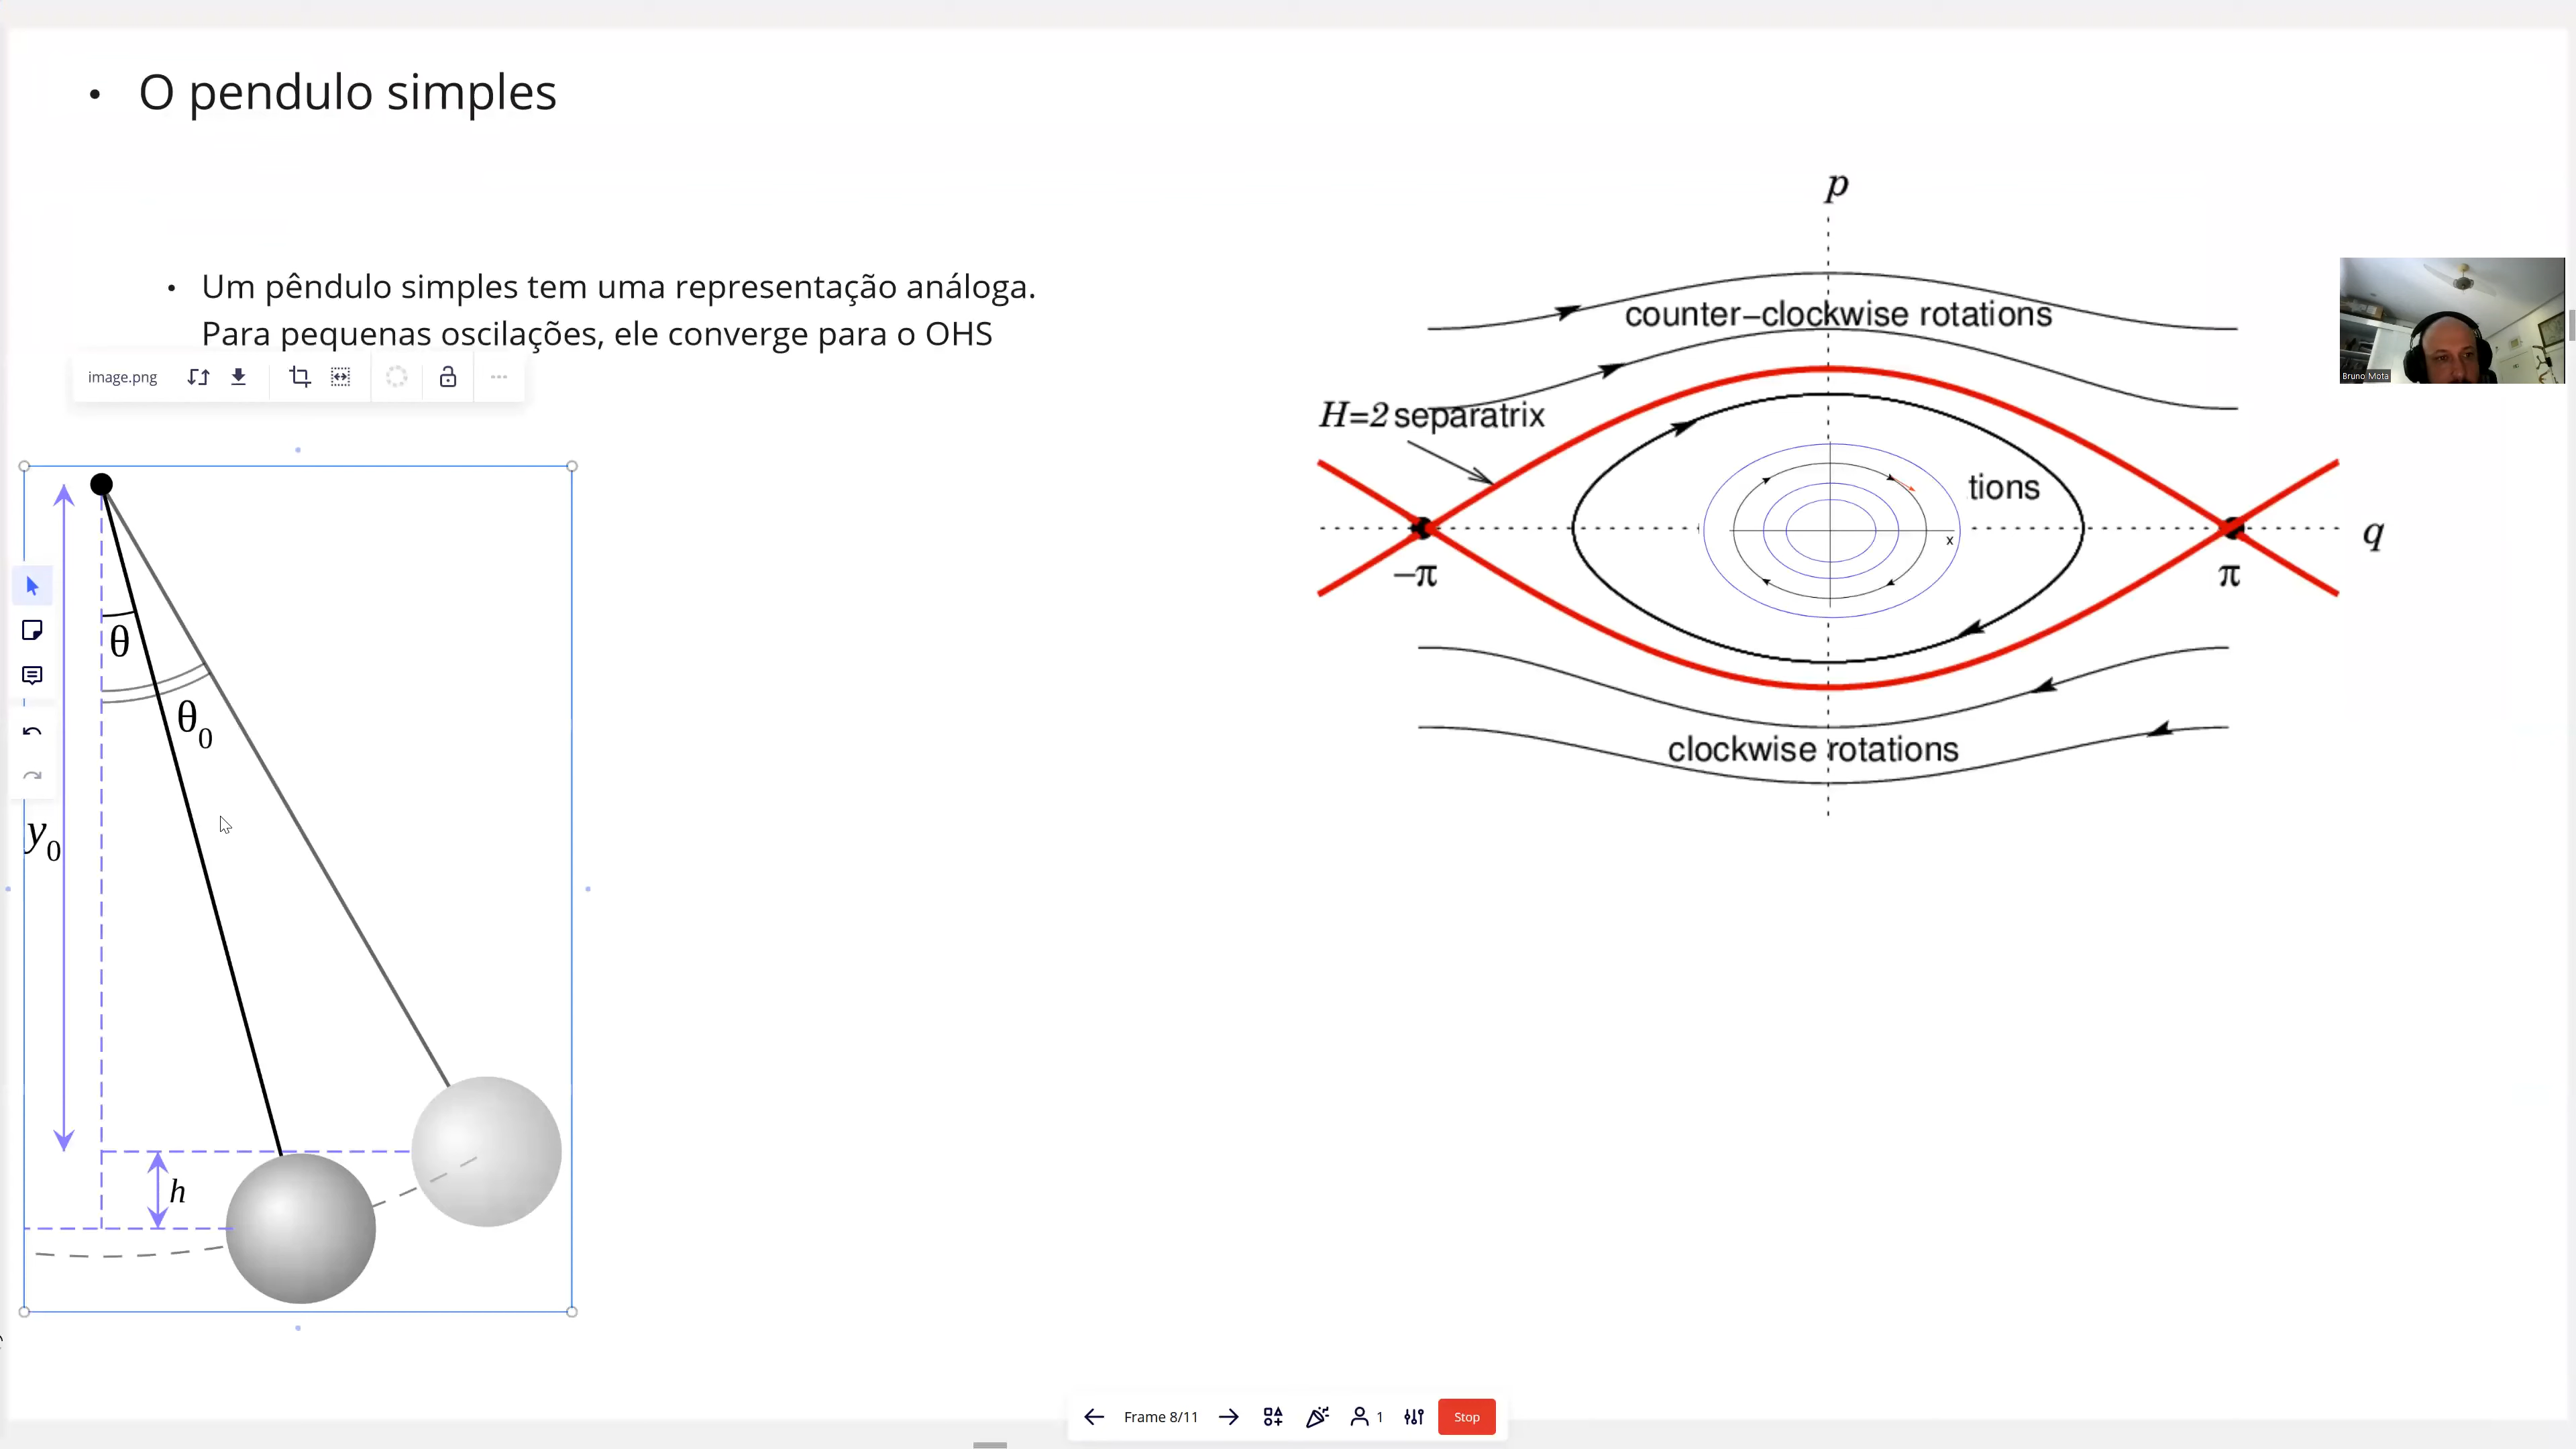 • O pendulo simples
• Um pêndulo simples tem uma representação análoga.
Para pequenas oscilações, ele converge para o OHS
image.png
θ
θ0
y0
h
p
counter–clockwise rotations
H=2 separatrix
tions
x
q
–π
π
clockwise rotations
Bruno Mota
Frame 8/11
1
Stop